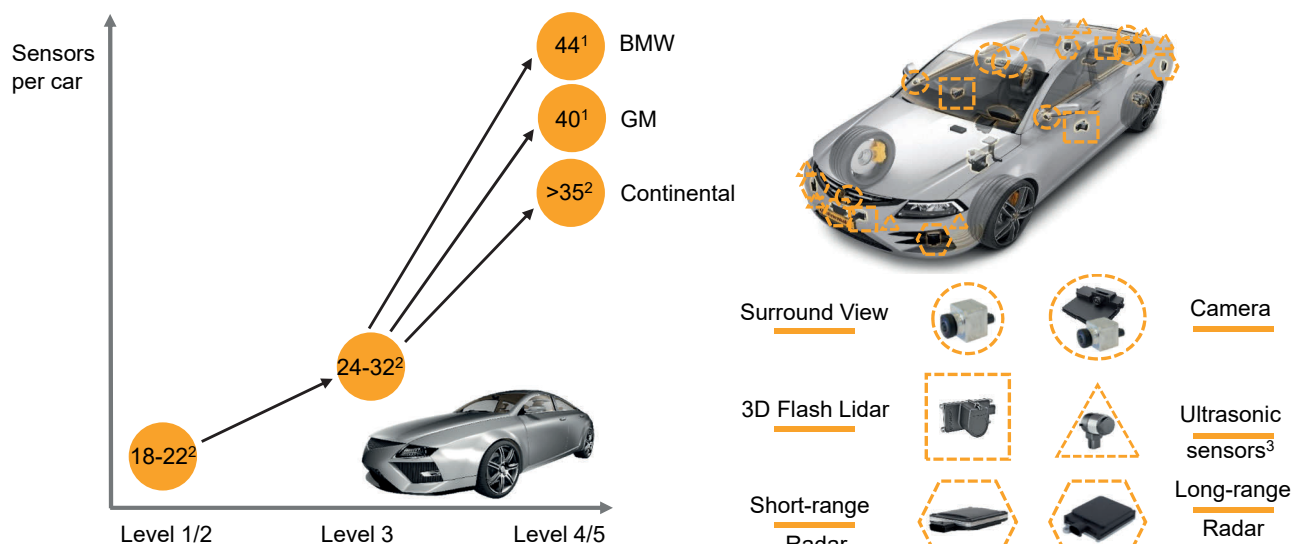 Sensors
per car
44¹
BMW
40¹
GM
>35²
Continental
24-32²
18-22²
Level 1/2
Level 3
Level 4/5
Surround View
Camera
3D Flash Lidar
Ultrasonic
sensors³
Short-range
Radar
Long-range
Radar